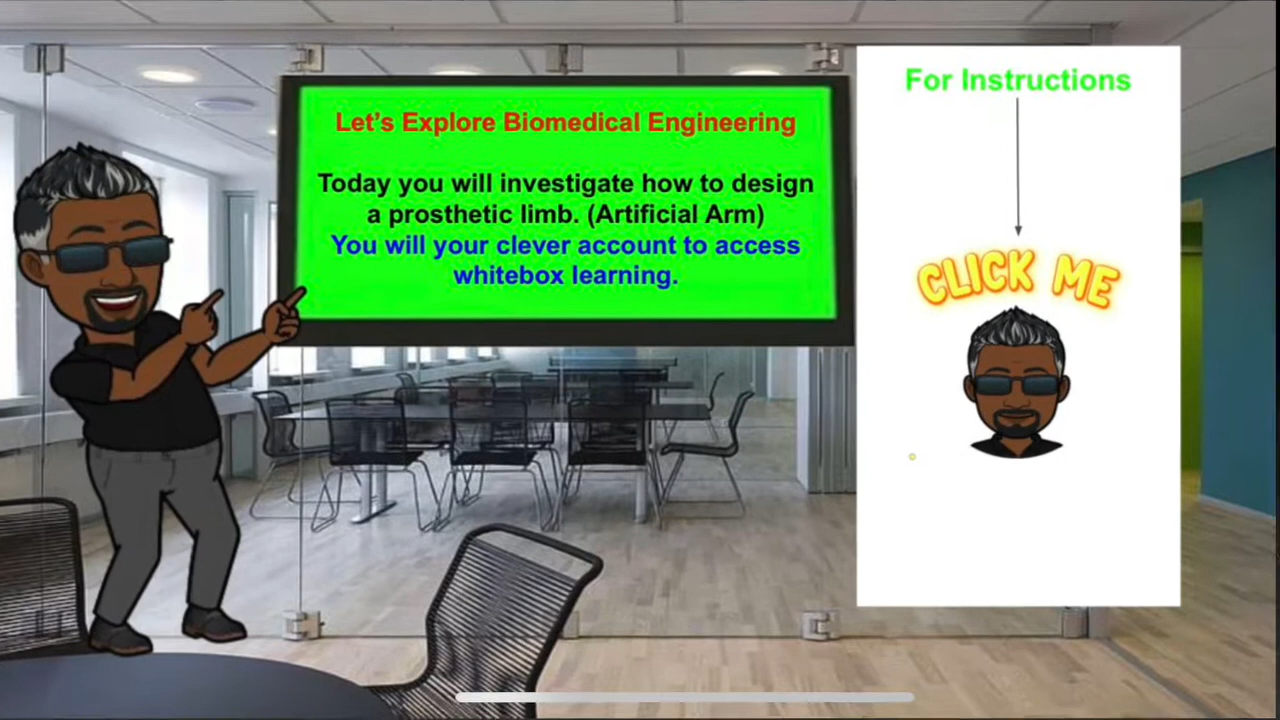 Let's Explore Biomedical Engineering
Today you will investigate how to design
a prosthetic limb. (Artificial Arm)
You will your clever account to access
whitebox learning.
For Instructions
CLICK ME